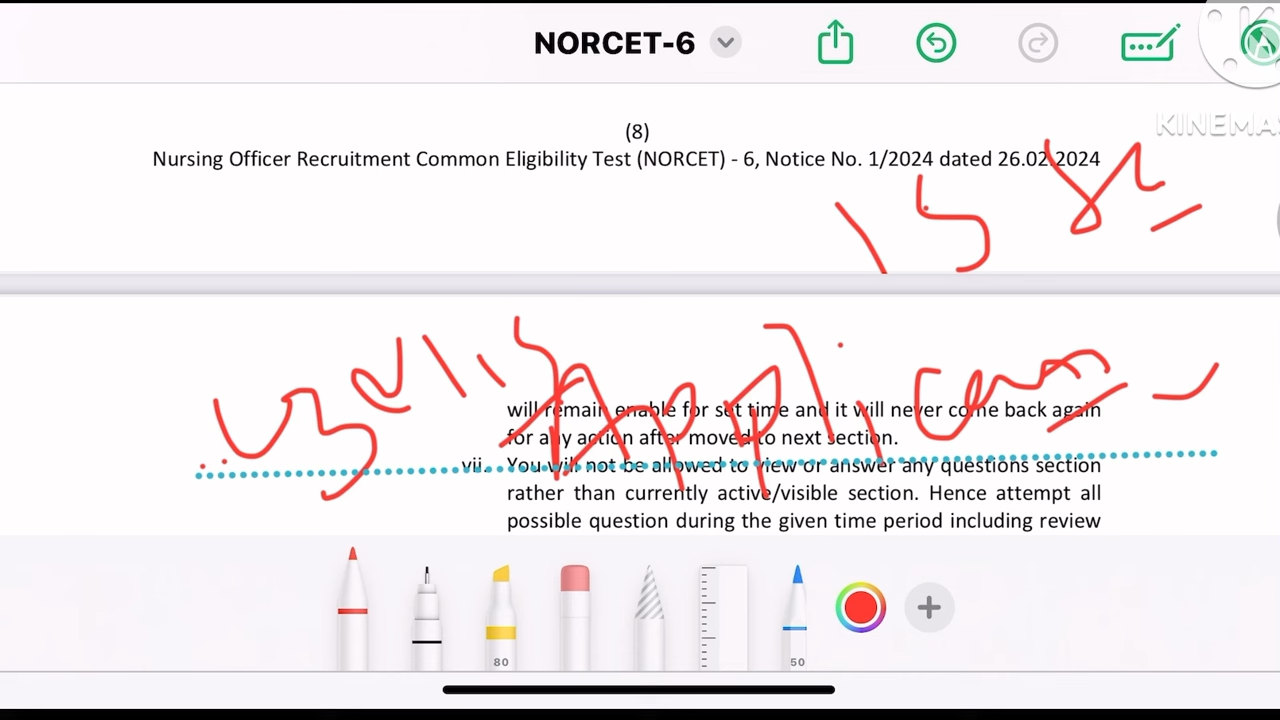 NORCET-6
KINEMA
(8)
Nursing Officer Recruitment Common Eligibility Test (NORCET) - 6, Notice No. 1/2024 dated 26.02.2024
will remain enable for set time and it will never come back again
for any action after moved to next section.
vii. You will not be allowed to view or answer any questions section
rather than currently active/visible section. Hence attempt all
possible question during the given time period including review
80
50